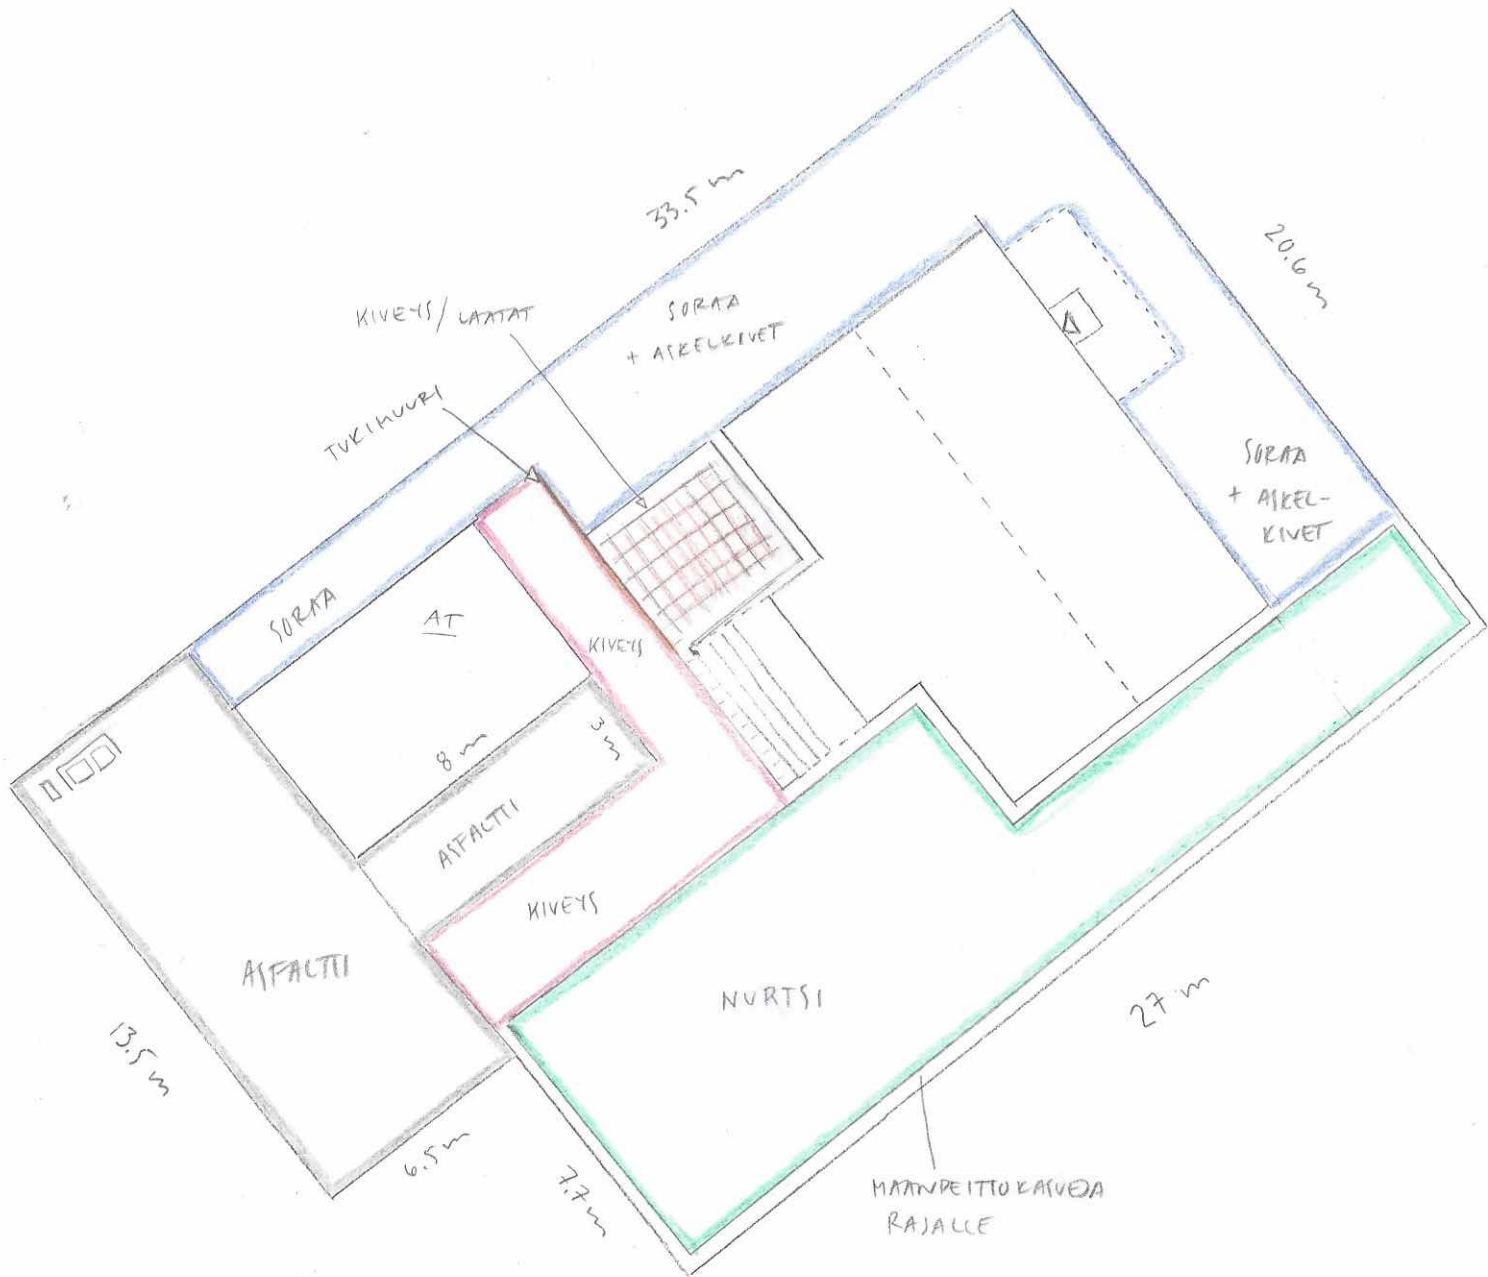 33.5 m
20.6 m
KIVEYS/LAATAT
SORAA
+ ASKELKIVET
TUKIMUURI
SORAA
+ ASKEL-
KIVET
SORAA
AT
KIVEYS
8 m
3 m
ASFALTTI
KIVEYS
ASFALTTI
NURTSI
13.5 m
6.5 m
7.7 m
27 m
MAANPEITTOKASVEJA
RAJALLE